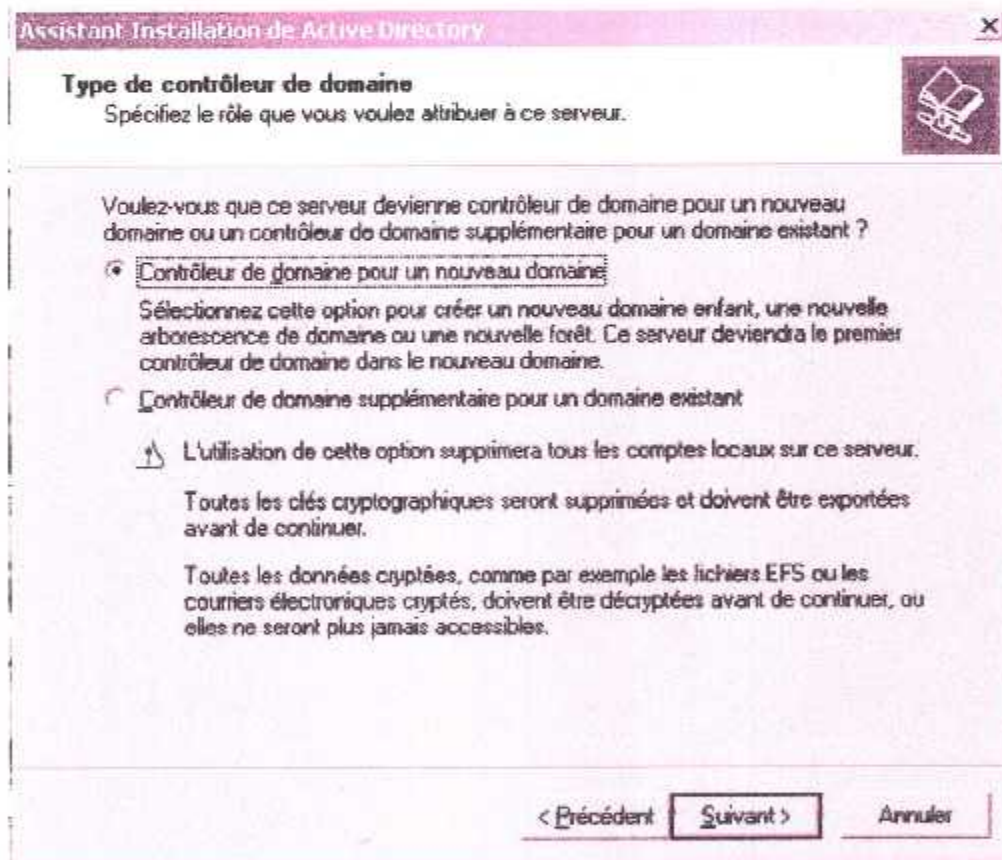 Assistant Installation de Active Directory
Type de contrôleur de domaine
Spécifiez le rôle que vous voulez attribuer à ce serveur.
Voulez-vous que ce serveur devienne contrôleur de domaine pour un nouveau
domaine ou un contrôleur de domaine supplémentaire pour un domaine existant ?
Contrôleur de domaine pour un nouveau domaine
Sélectionnez cette option pour créer un nouveau domaine enfant, une nouvelle
arborescence de domaine ou une nouvelle forêt. Ce serveur deviendra le premier
contrôleur de domaine dans le nouveau domaine.
Contrôleur de domaine supplémentaire pour un domaine existant
L'utilisation de cette option supprimera tous les comptes locaux sur ce serveur.
Toutes les clés cryptographiques seront supprimées et doivent être exportées
avant de continuer.
Toutes les données cryptées, comme par exemple les fichiers EFS ou les
courriers électroniques cryptés, doivent être décryptées avant de continuer, ou
elles ne seront plus jamais accessibles.
< Précédent Suivant > Annuler